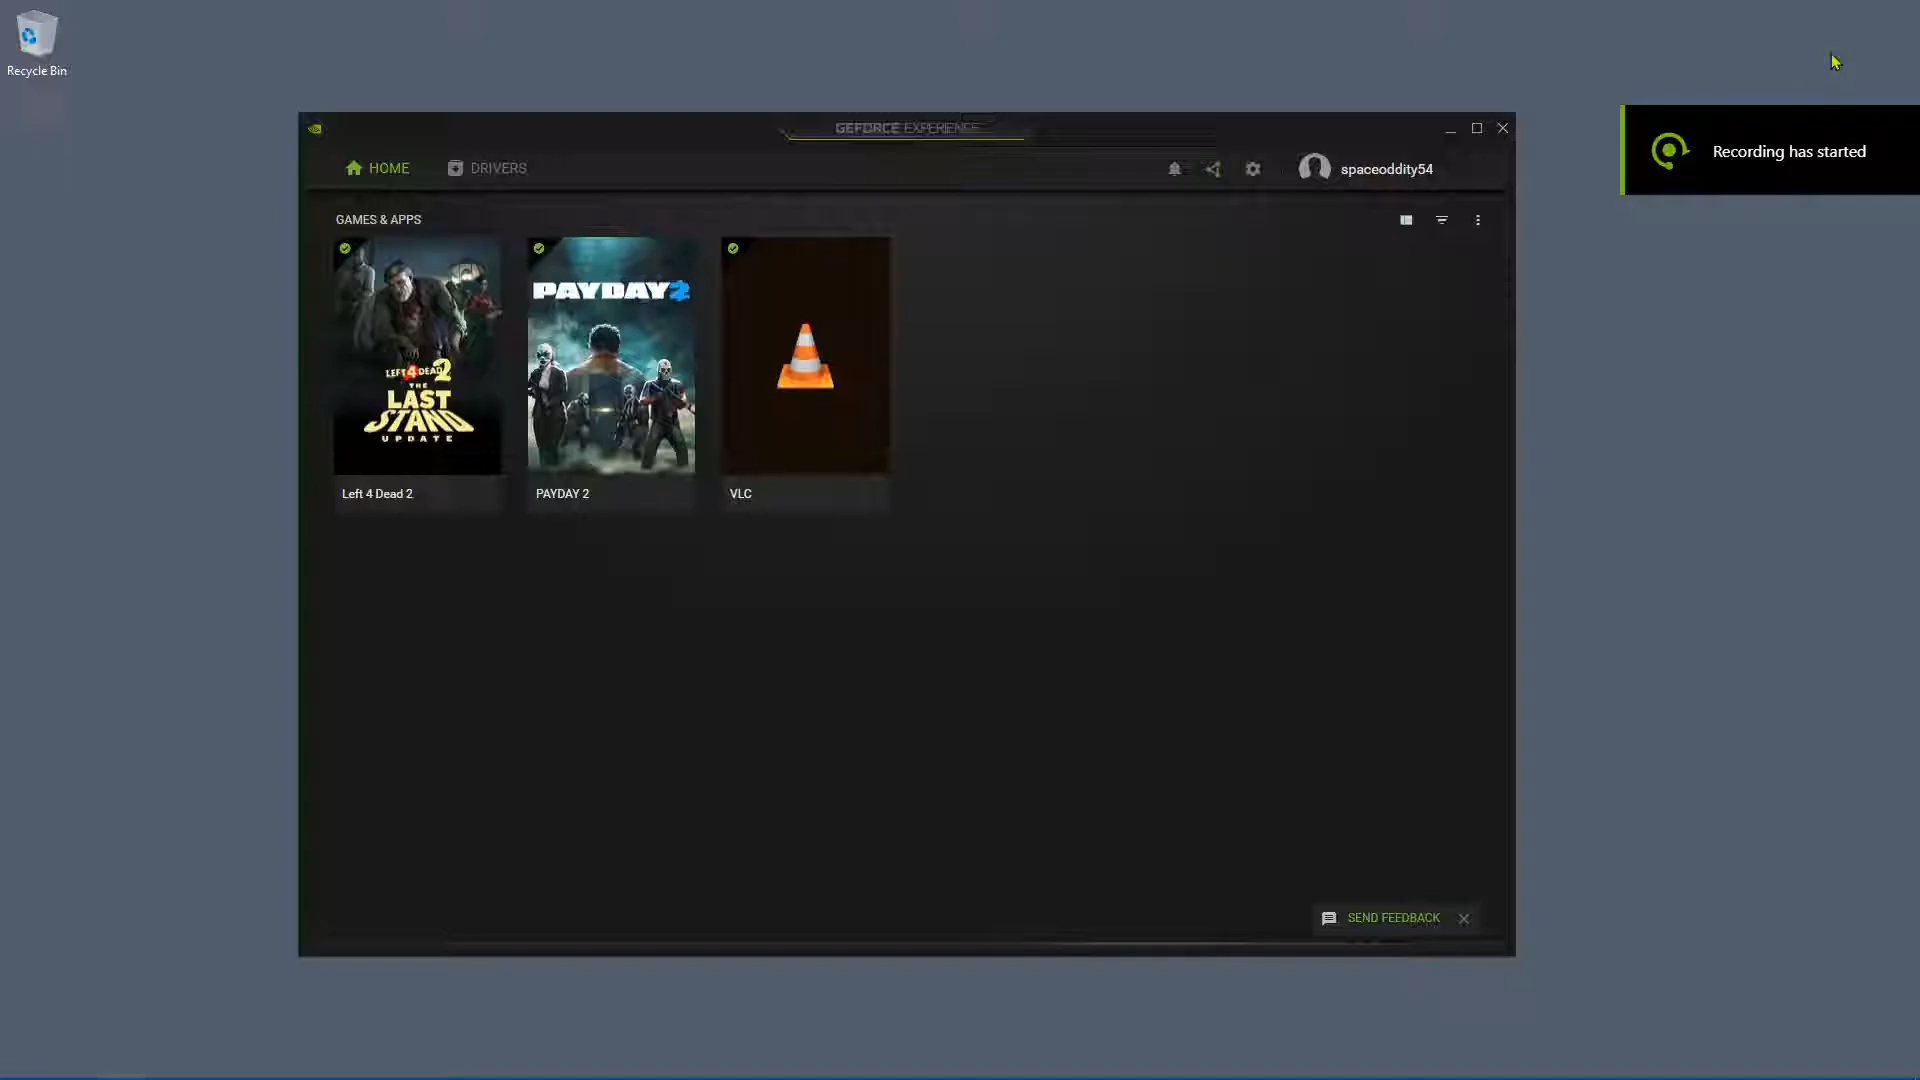 Recycle Bin
GEFORCE EXPERIENCE
Recording has started
HOME
DRIVERS
spaceoddity54
GAMES & APPS
LEFT 4 DEAD 2
THE
LAST
STAND
UPDATE
PAYDAY 2
Left 4 Dead 2
PAYDAY 2
VLC
SEND FEEDBACK